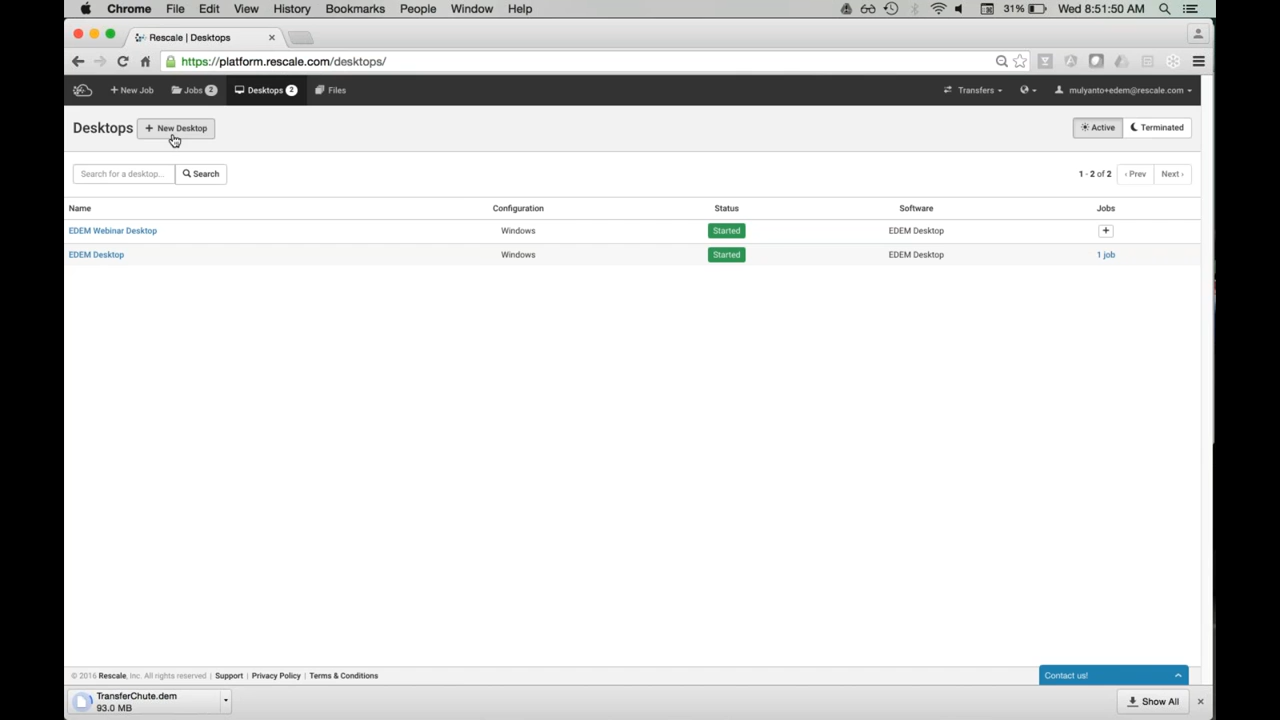 Chrome File Edit View History Bookmarks People Window Help 31% Wed 8:51:50 AM
Rescale | Desktops
https://platform.rescale.com/desktops/
+ New Job Jobs 2 Desktops 2 Files Transfers mulyanto+edem@rescale.com
Desktops + New Desktop Active Terminated
Search for a desktop... Search 1 - 2 of 2 ‹ Prev Next ›
Name Configuration Status Software Jobs
EDEM Webinar Desktop Windows Started EDEM Desktop +
EDEM Desktop Windows Started EDEM Desktop 1 job
© 2016 Rescale, Inc. All rights reserved | Support | Privacy Policy | Terms & Conditions Contact us!
TransferChute.dem
93.0 MB
Show All